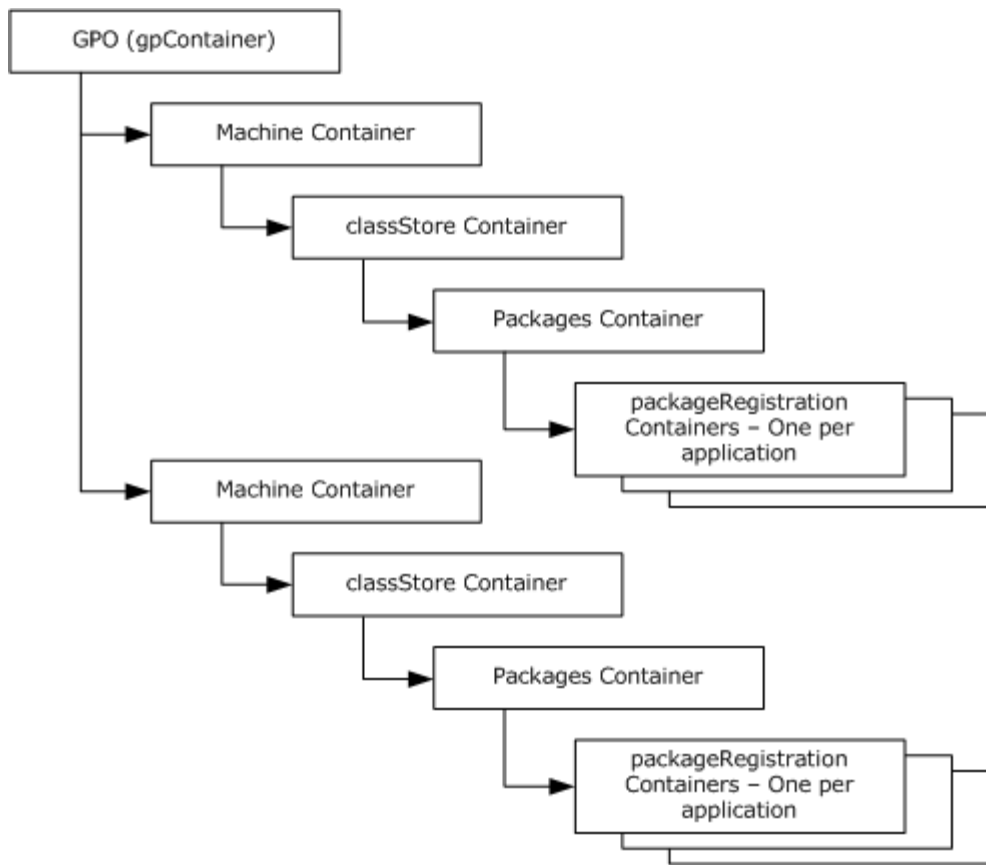 GPO (gpContainer)
Machine Container
classStore Container
Packages Container
packageRegistration
Containers – One per
application
Machine Container
classStore Container
Packages Container
packageRegistration
Containers – One per
application